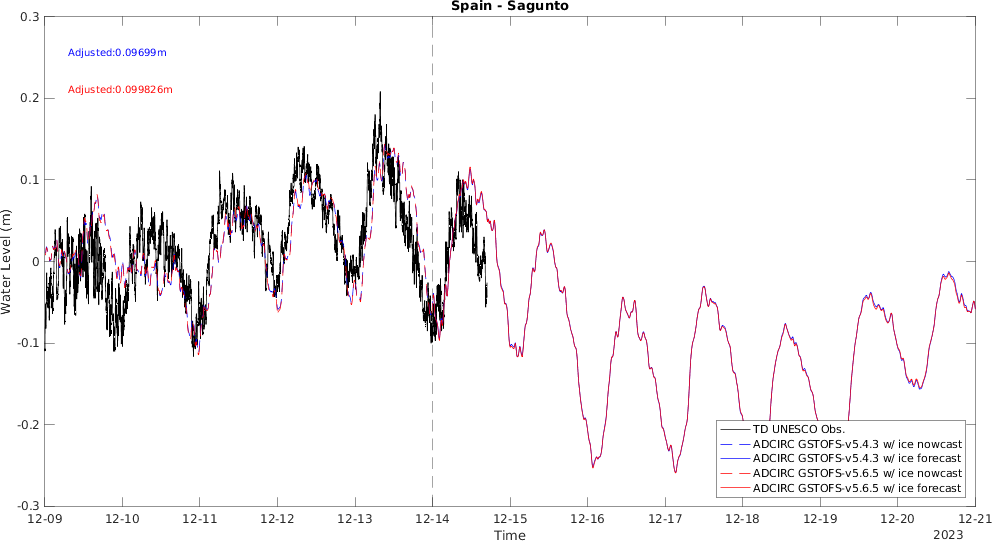 Spain - Sagunto
0.3
Adjusted:0.09699m
Adjusted:0.099826m
0.2
0.1
0
-0.1
-0.2
-0.3
Water Level (m)
TD UNESCO Obs.
ADCIRC GSTOFS-v5.4.3 w/ ice nowcast
ADCIRC GSTOFS-v5.4.3 w/ ice forecast
ADCIRC GSTOFS-v5.6.5 w/ ice nowcast
ADCIRC GSTOFS-v5.6.5 w/ ice forecast
12-09 12-10 12-11 12-12 12-13 12-14 12-15 12-16 12-17 12-18 12-19 12-20 12-21
Time
2023